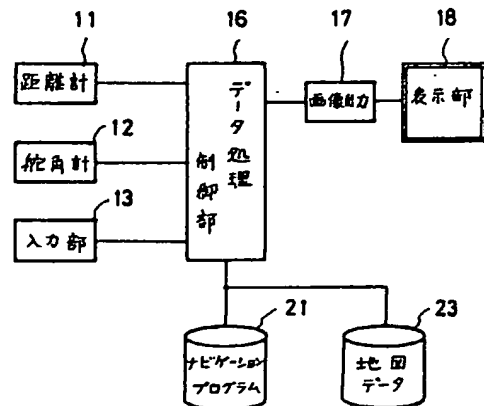 11
距離計
12
舵角計
13
入力部
16
データ処理
制御部
17
画像出力
18
表示部
21
ナビゲーション
プログラム
23
地図
データ